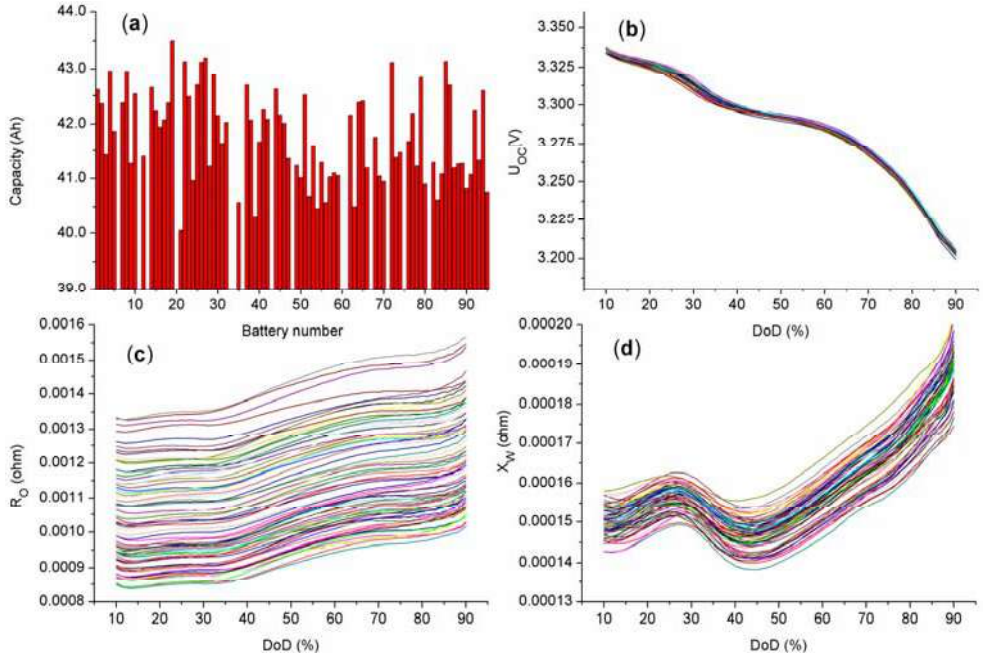 (a)
Capacity (Ah)
44.0
43.0
42.0
41.0
40.0
39.0
10 20 30 40 50 60 70 80 90
Battery number
(b)
U_OC (V)
3.350
3.325
3.300
3.275
3.250
3.225
3.200
10 20 30 40 50 60 70 80 90
DoD (%)
(c)
R_O (ohm)
0.0016
0.0015
0.0014
0.0013
0.0012
0.0011
0.0010
0.0009
0.0008
10 20 30 40 50 60 70 80 90
DoD (%)
(d)
X_W (ohm)
0.00020
0.00019
0.00018
0.00017
0.00016
0.00015
0.00014
0.00013
10 20 30 40 50 60 70 80 90
DoD (%)